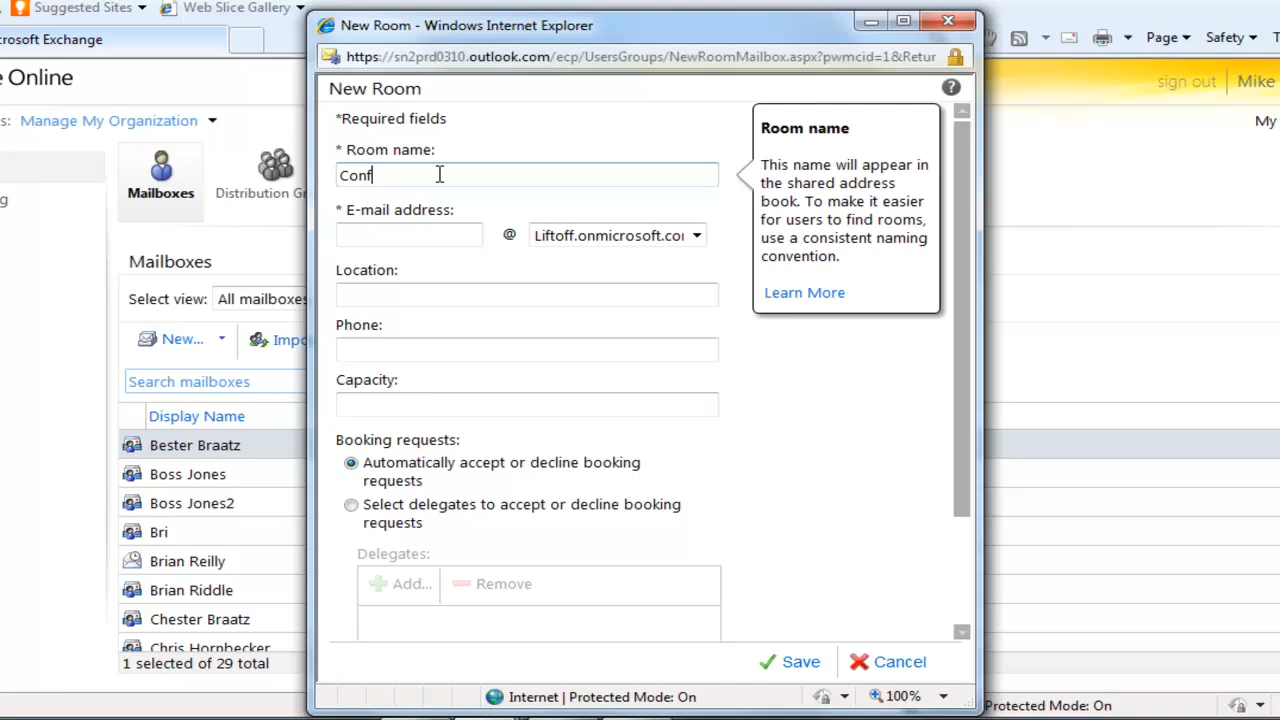 Suggested Sites
Web Slice Gallery
rosoft Exchange
Page
Safety
Online
sign out
Mike
Manage My Organization
My
Mailboxes
Distribution Gr
Mailboxes
Select view: All mailboxes
New...
Impo
Search mailboxes
Display Name
Bester Braatz
Boss Jones
Boss Jones2
Bri
Brian Reilly
Brian Riddle
Chester Braatz
Chris Hornbecker
1 selected of 29 total
New Room - Windows Internet Explorer
https://sn2prd0310.outlook.com/ecp/UsersGroups/NewRoomMailbox.aspx?pwmcid=1&Retur
New Room
*Required fields
* Room name:
Conf
* E-mail address:
@ Liftoff.onmicrosoft.co
Location:
Phone:
Capacity:
Booking requests:
Automatically accept or decline booking
requests
Select delegates to accept or decline booking
requests
Delegates:
Add... Remove
Room name
This name will appear in
the shared address
book. To make it easier
for users to find rooms,
use a consistent naming
convention.
Learn More
Save Cancel
Internet | Protected Mode: On
100%
Protected Mode: On